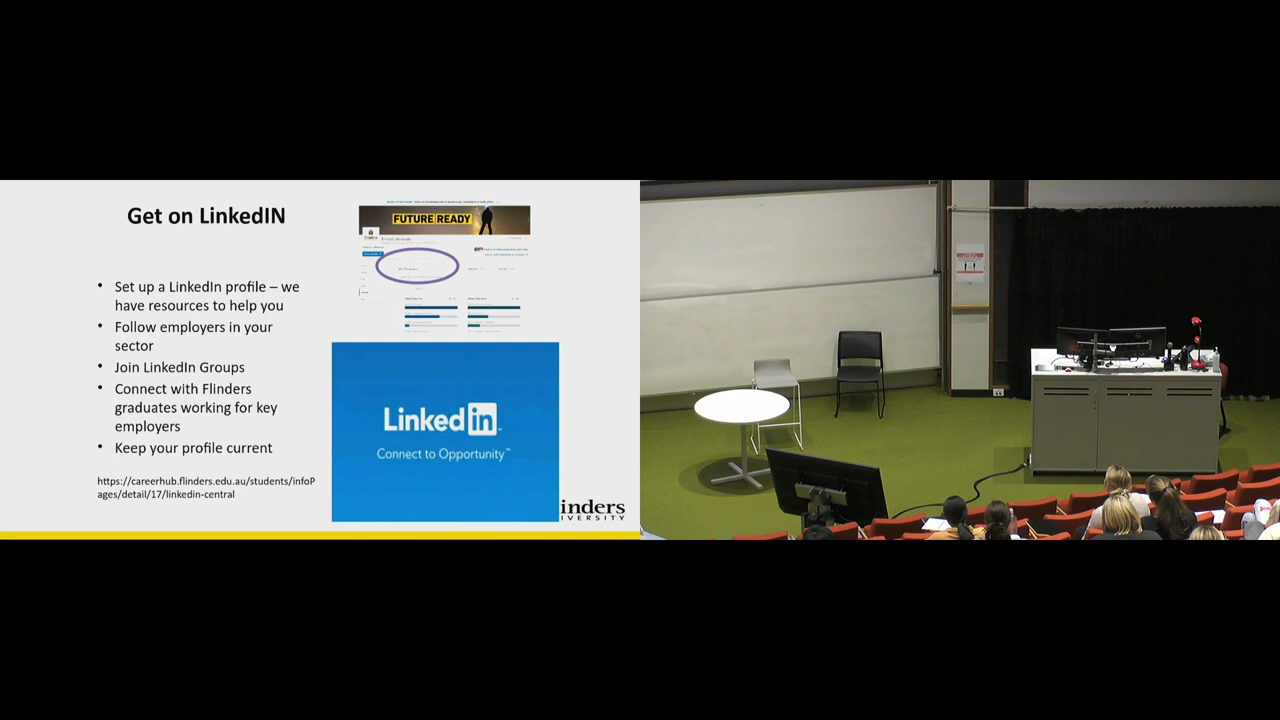 Get on LinkedIN
• Set up a LinkedIn profile – we
have resources to help you
• Follow employers in your
sector
• Join LinkedIn Groups
• Connect with Flinders
graduates working for key
employers
• Keep your profile current
https://careerhub.flinders.edu.au/students/infoP
ages/detail/17/linkedin-central
FUTURE READY
Linked in
Connect to Opportunity™
inders
IVERSITY